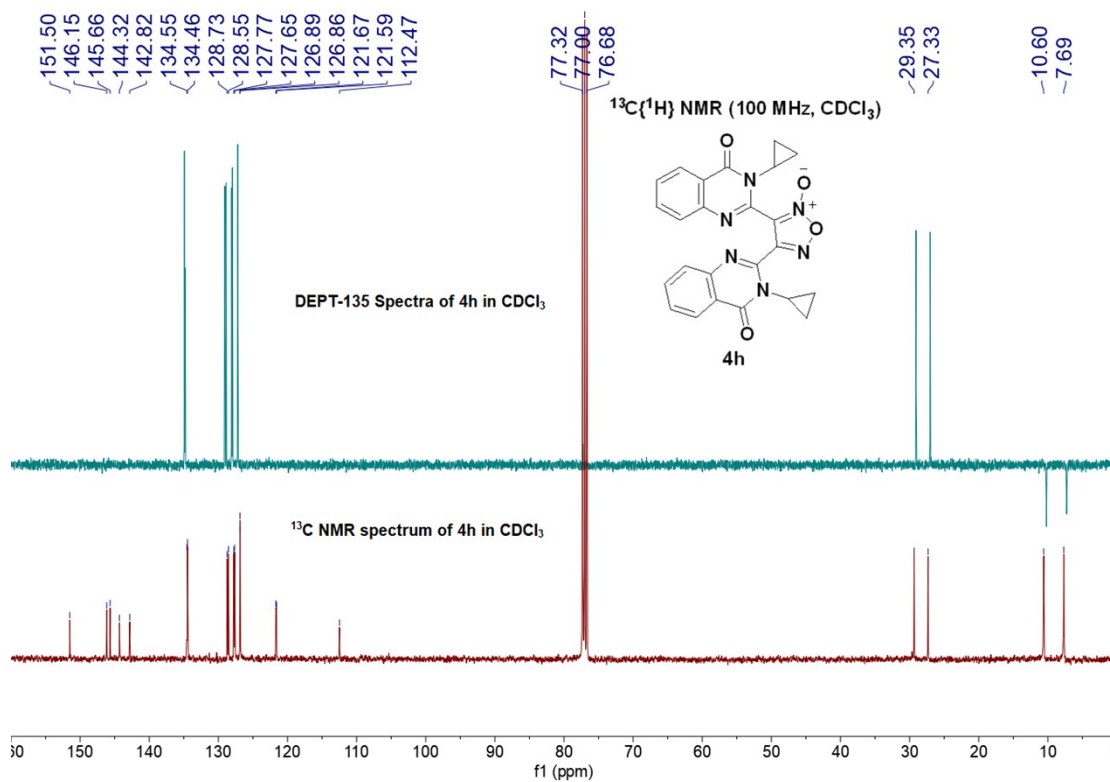 151.50
146.15
145.66
144.32
142.82
134.55
134.46
128.73
128.55
127.77
127.65
126.89
126.86
121.67
121.59
112.47
77.32
77.00
76.68
29.35
27.33
10.60
7.69
¹³C{¹H} NMR (100 MHz, CDCl₃)
O
N
N
O⁻
N⁺
O
N
N
N
O
4h
DEPT-135 Spectra of 4h in CDCl₃
¹³C NMR spectrum of 4h in CDCl₃
150 140 130 120 110 100 90 80 70 60 50 40 30 20 10
f1 (ppm)